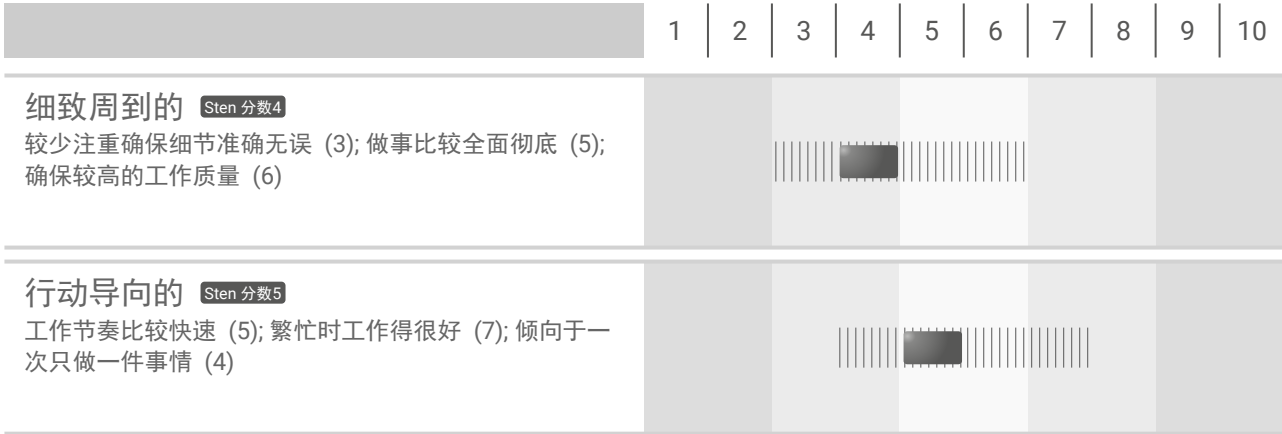 1 2 3 4 5 6 7 8 9 10
细致周到的 Sten 分数4
较少注重确保细节准确无误 (3); 做事比较全面彻底 (5);
确保较高的工作质量 (6)
行动导向的 Sten 分数5
工作节奏比较快速 (5); 繁忙时工作得很好 (7); 倾向于一
次只做一件事情 (4)